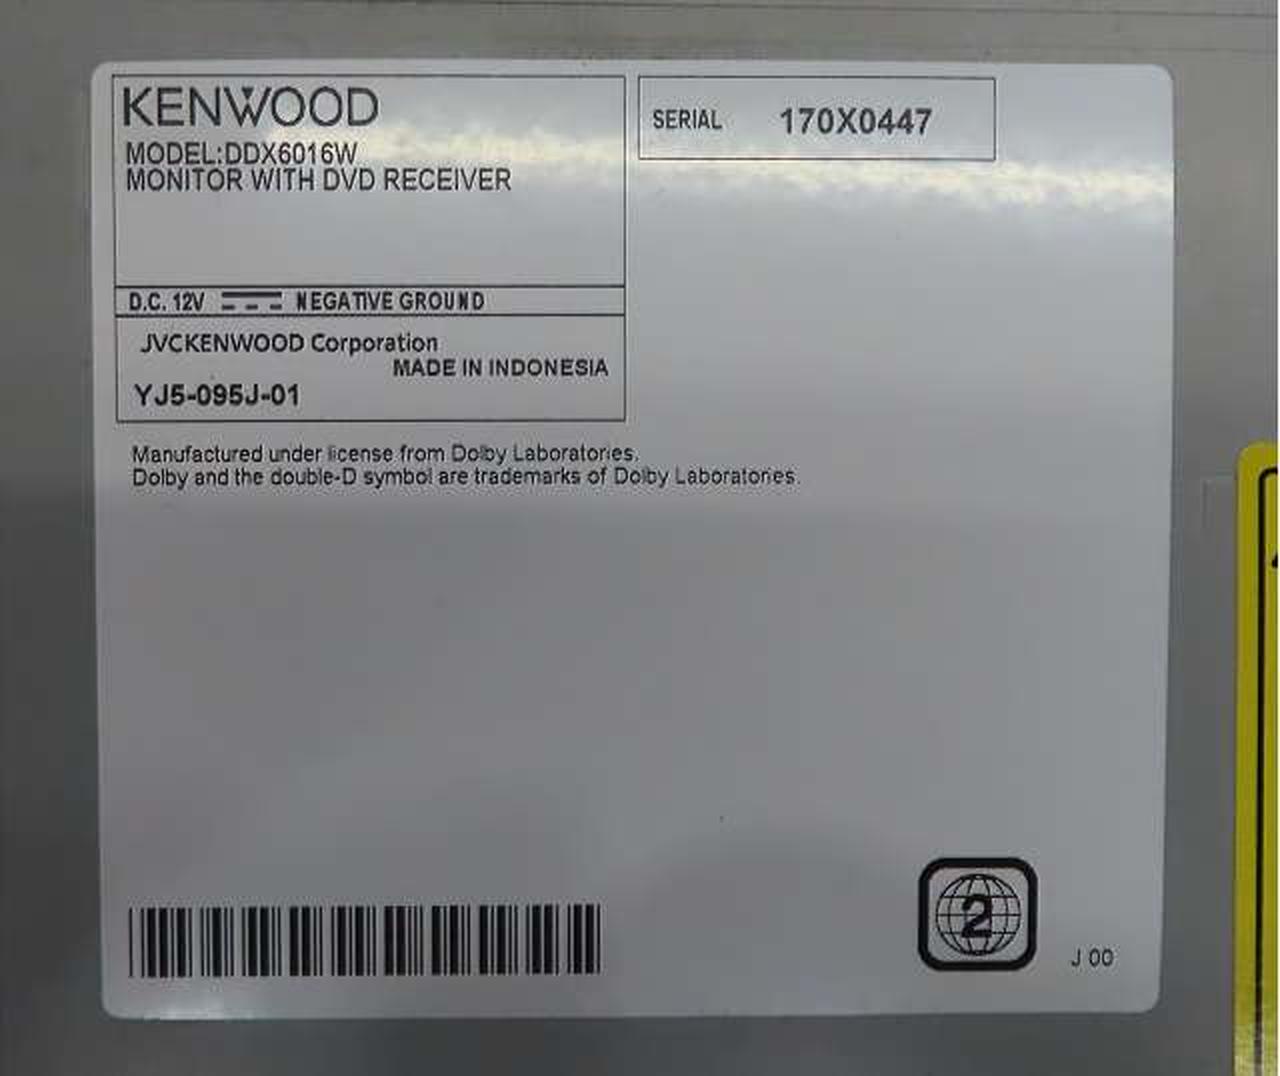 KENWOOD
MODEL:DDX6016W
MONITOR WITH DVD RECEIVER
SERIAL 170X0447
D.C. 12V NEGATIVE GROUND
JVCKENWOOD Corporation
MADE IN INDONESIA
YJ5-095J-01
Manufactured under license from Dolby Laboratories.
Dolby and the double-D symbol are trademarks of Dolby Laboratories.
2
J 00